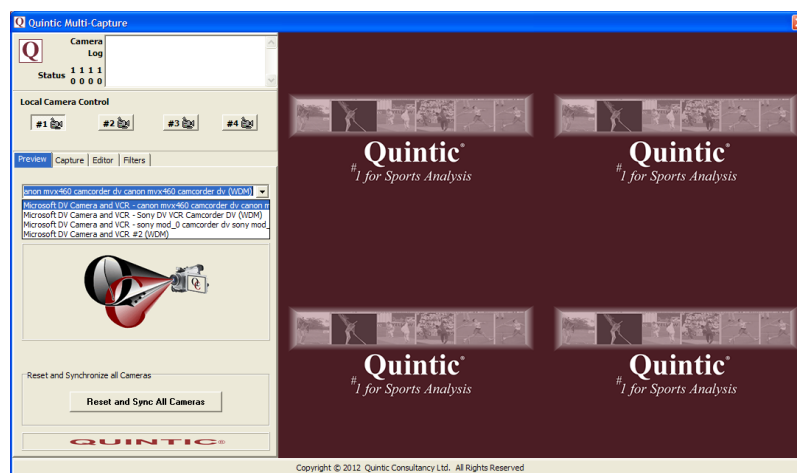 Quintic Multi-Capture
Q
Camera
Log
Status 1 1 1 1
0 0 0 0
Local Camera Control
#1 #2 #3 #4
Preview Capture Editor Filters
anon mvx460 camcorder dv canon mvx460 camcorder dv (WDM)
Microsoft DV Camera and VCR - canon mvx460 camcorder dv canon m
Microsoft DV Camera and VCR - Sony DV VCR Camcorder DV (WDM)
Microsoft DV Camera and VCR - sony mod_0 camcorder dv sony mod_
Microsoft DV Camera and VCR #2 (WDM)
Reset and Synchronize all Cameras
Reset and Sync All Cameras
QUINTIC®
Quintic®
#1 for Sports Analysis
Quintic®
#1 for Sports Analysis
Quintic®
#1 for Sports Analysis
Quintic®
#1 for Sports Analysis
Copyright © 2012 Quintic Consultancy Ltd. All Rights Reserved